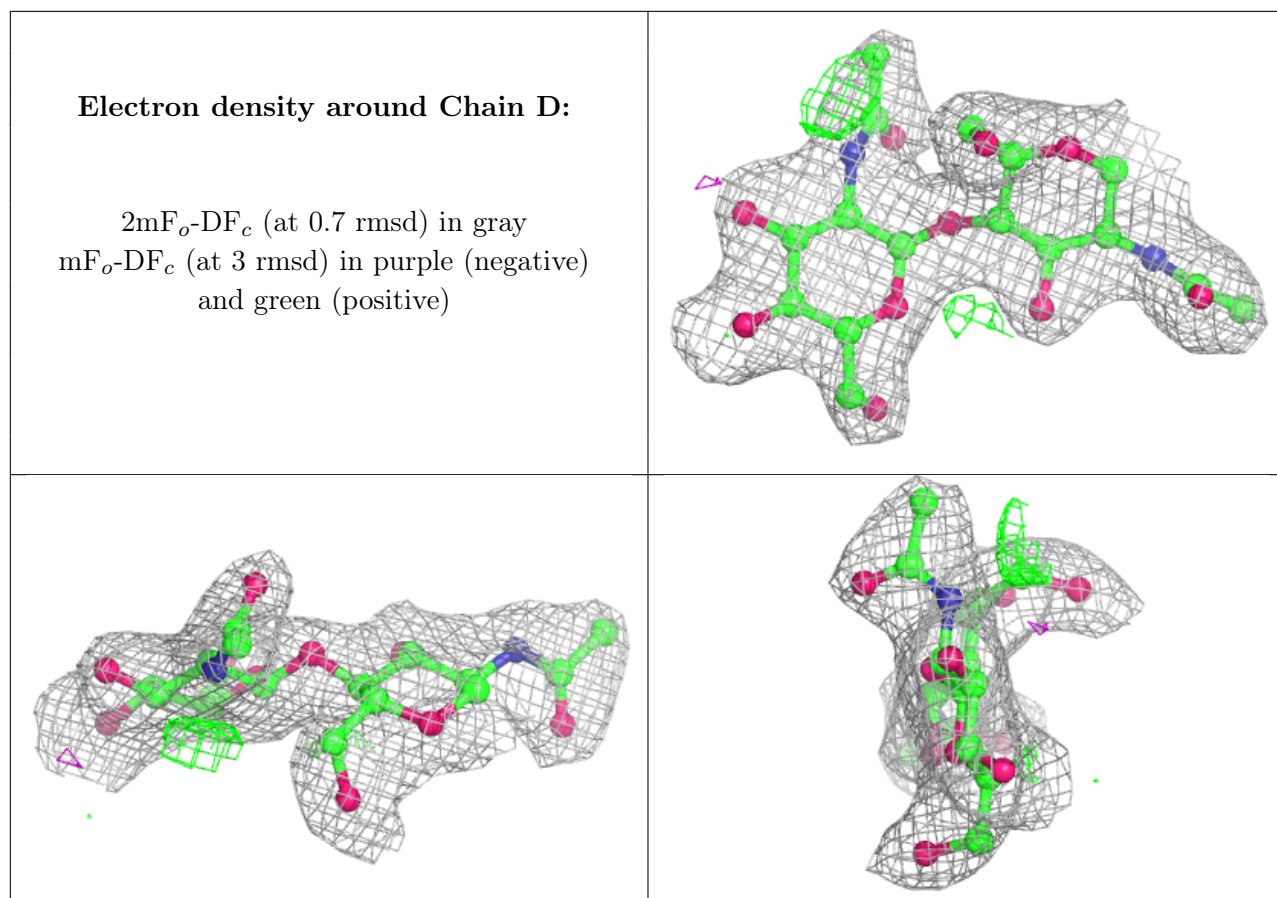 Electron density around Chain D:
2mFₒ-DF𝒸 (at 0.7 rmsd) in gray
mFₒ-DF𝒸 (at 3 rmsd) in purple (negative)
and green (positive)